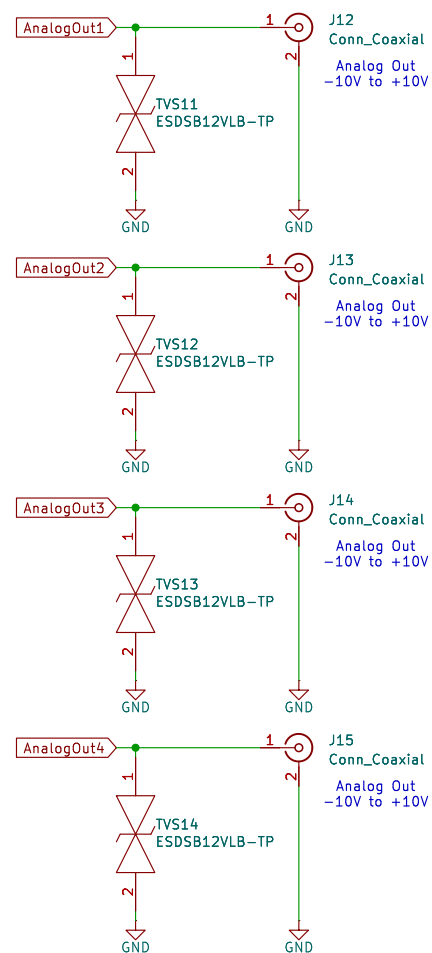 AnalogOut1
1
J12
Conn_Coaxial
2
Analog Out
-10V to +10V
1
TVS11
ESDSB12VLB-TP
2
GND
GND
AnalogOut2
1
J13
Conn_Coaxial
2
Analog Out
-10V to +10V
1
TVS12
ESDSB12VLB-TP
2
GND
GND
AnalogOut3
1
J14
Conn_Coaxial
2
Analog Out
-10V to +10V
1
TVS13
ESDSB12VLB-TP
2
GND
GND
AnalogOut4
1
J15
Conn_Coaxial
2
Analog Out
-10V to +10V
1
TVS14
ESDSB12VLB-TP
2
GND
GND